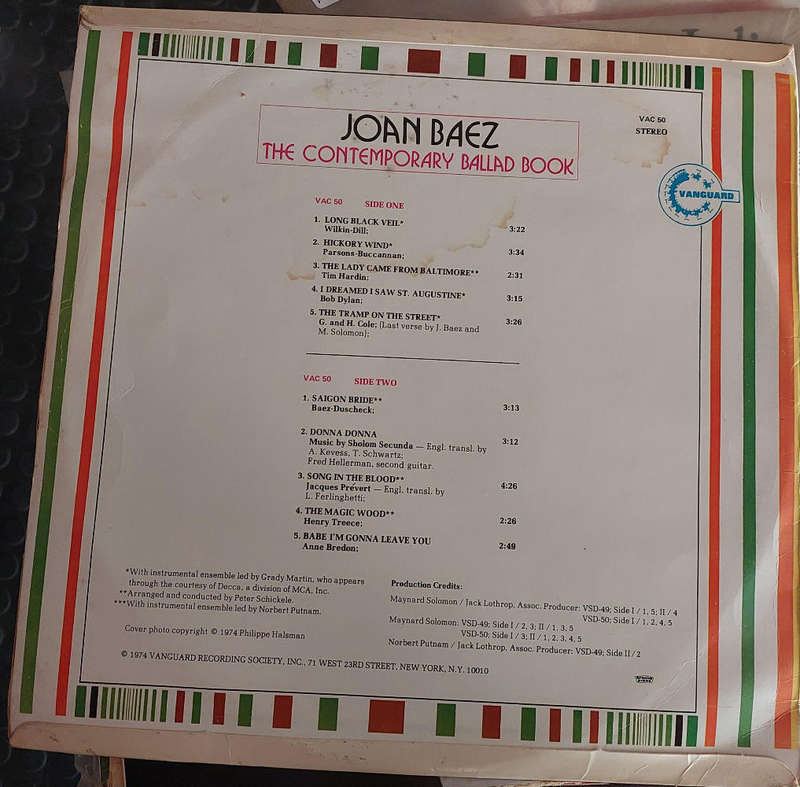 JOAN BAEZ
THE CONTEMPORARY BALLAD BOOK
VAC 50
STEREO
VANGUARD
VAC 50 SIDE ONE
1. LONG BLACK VEIL* 3:22
Wilkin-Dill;
2. HICKORY WIND* 3:34
Parsons-Buccannan;
3. THE LADY CAME FROM BALTIMORE** 2:31
Tim Hardin;
4. I DREAMED I SAW ST. AUGUSTINE* 3:15
Bob Dylan;
5. THE TRAMP ON THE STREET* 3:26
G. and H. Cole; (Last verse by J. Baez and
M. Solomon);
VAC 50 SIDE TWO
1. SAIGON BRIDE** 3:13
Baez-Duscheck;
2. DONNA DONNA 3:12
Music by Sholom Secunda — Engl. transl. by
A. Kevess, T. Schwartz;
Fred Hellerman, second guitar.
3. SONG IN THE BLOOD** 4:26
Jacques Prévert — Engl. transl. by
L. Ferlinghetti;
4. THE MAGIC WOOD** 2:26
Henry Treece;
5. BABE I'M GONNA LEAVE YOU 2:49
Anne Bredon;
*With instrumental ensemble led by Grady Martin, who appears
through the courtesy of Decca, a division of MCA, Inc.
**Arranged and conducted by Peter Schickele.
***With instrumental ensemble led by Norbert Putnam.
Cover photo copyright © 1974 Philippe Halsman
© 1974 VANGUARD RECORDING SOCIETY, INC., 71 WEST 23RD STREET, NEW YORK, N.Y. 10010
Production Credits:
Maynard Solomon / Jack Lothrop, Assoc. Producer: VSD-49; Side I / 1, 5; II / 4
VSD-50; Side I / 1, 2, 4, 5
Maynard Solomon: VSD-49; Side I / 2, 3; II / 1, 3, 5
VSD-50; Side I / 3; II / 1, 2, 3, 4, 5
Norbert Putnam / Jack Lothrop, Assoc. Producer: VSD-49; Side II / 2